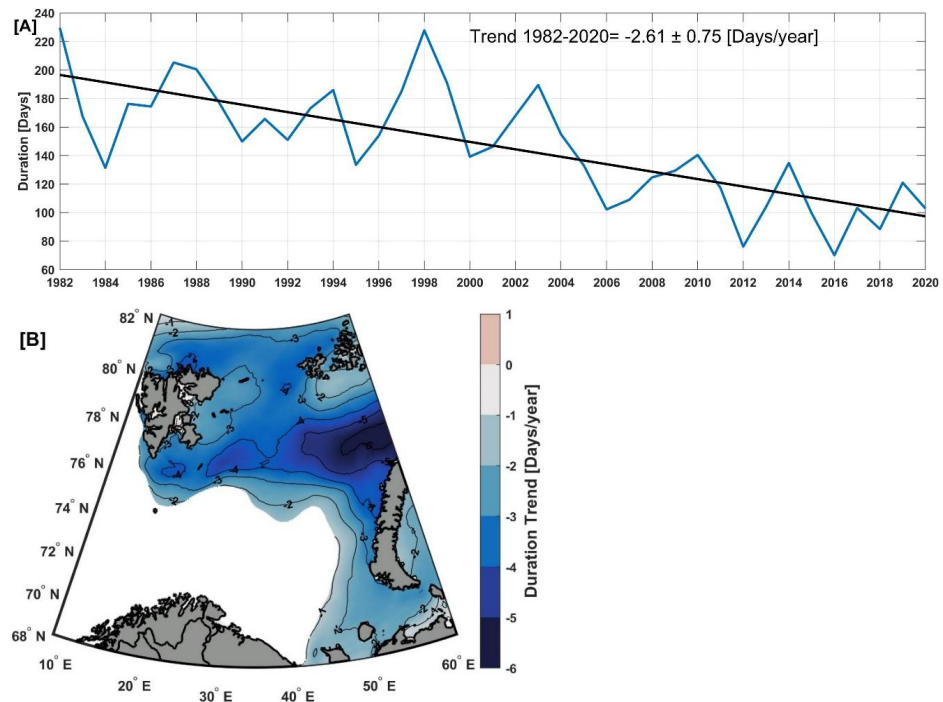 [A]
Trend 1982-2020= -2.61 ± 0.75 [Days/year]
Duration [Days]
240
220
200
180
160
140
120
100
80
60
1982 1984 1986 1988 1990 1992 1994 1996 1998 2000 2002 2004 2006 2008 2010 2012 2014 2016 2018 2020
[B]
82° N
80° N
78° N
76° N
74° N
72° N
70° N
68° N
10° E
20° E
30° E
40° E
50° E
60° E
1
0
-1
-2
-3
-4
-5
-6
Duration Trend [Days/year]